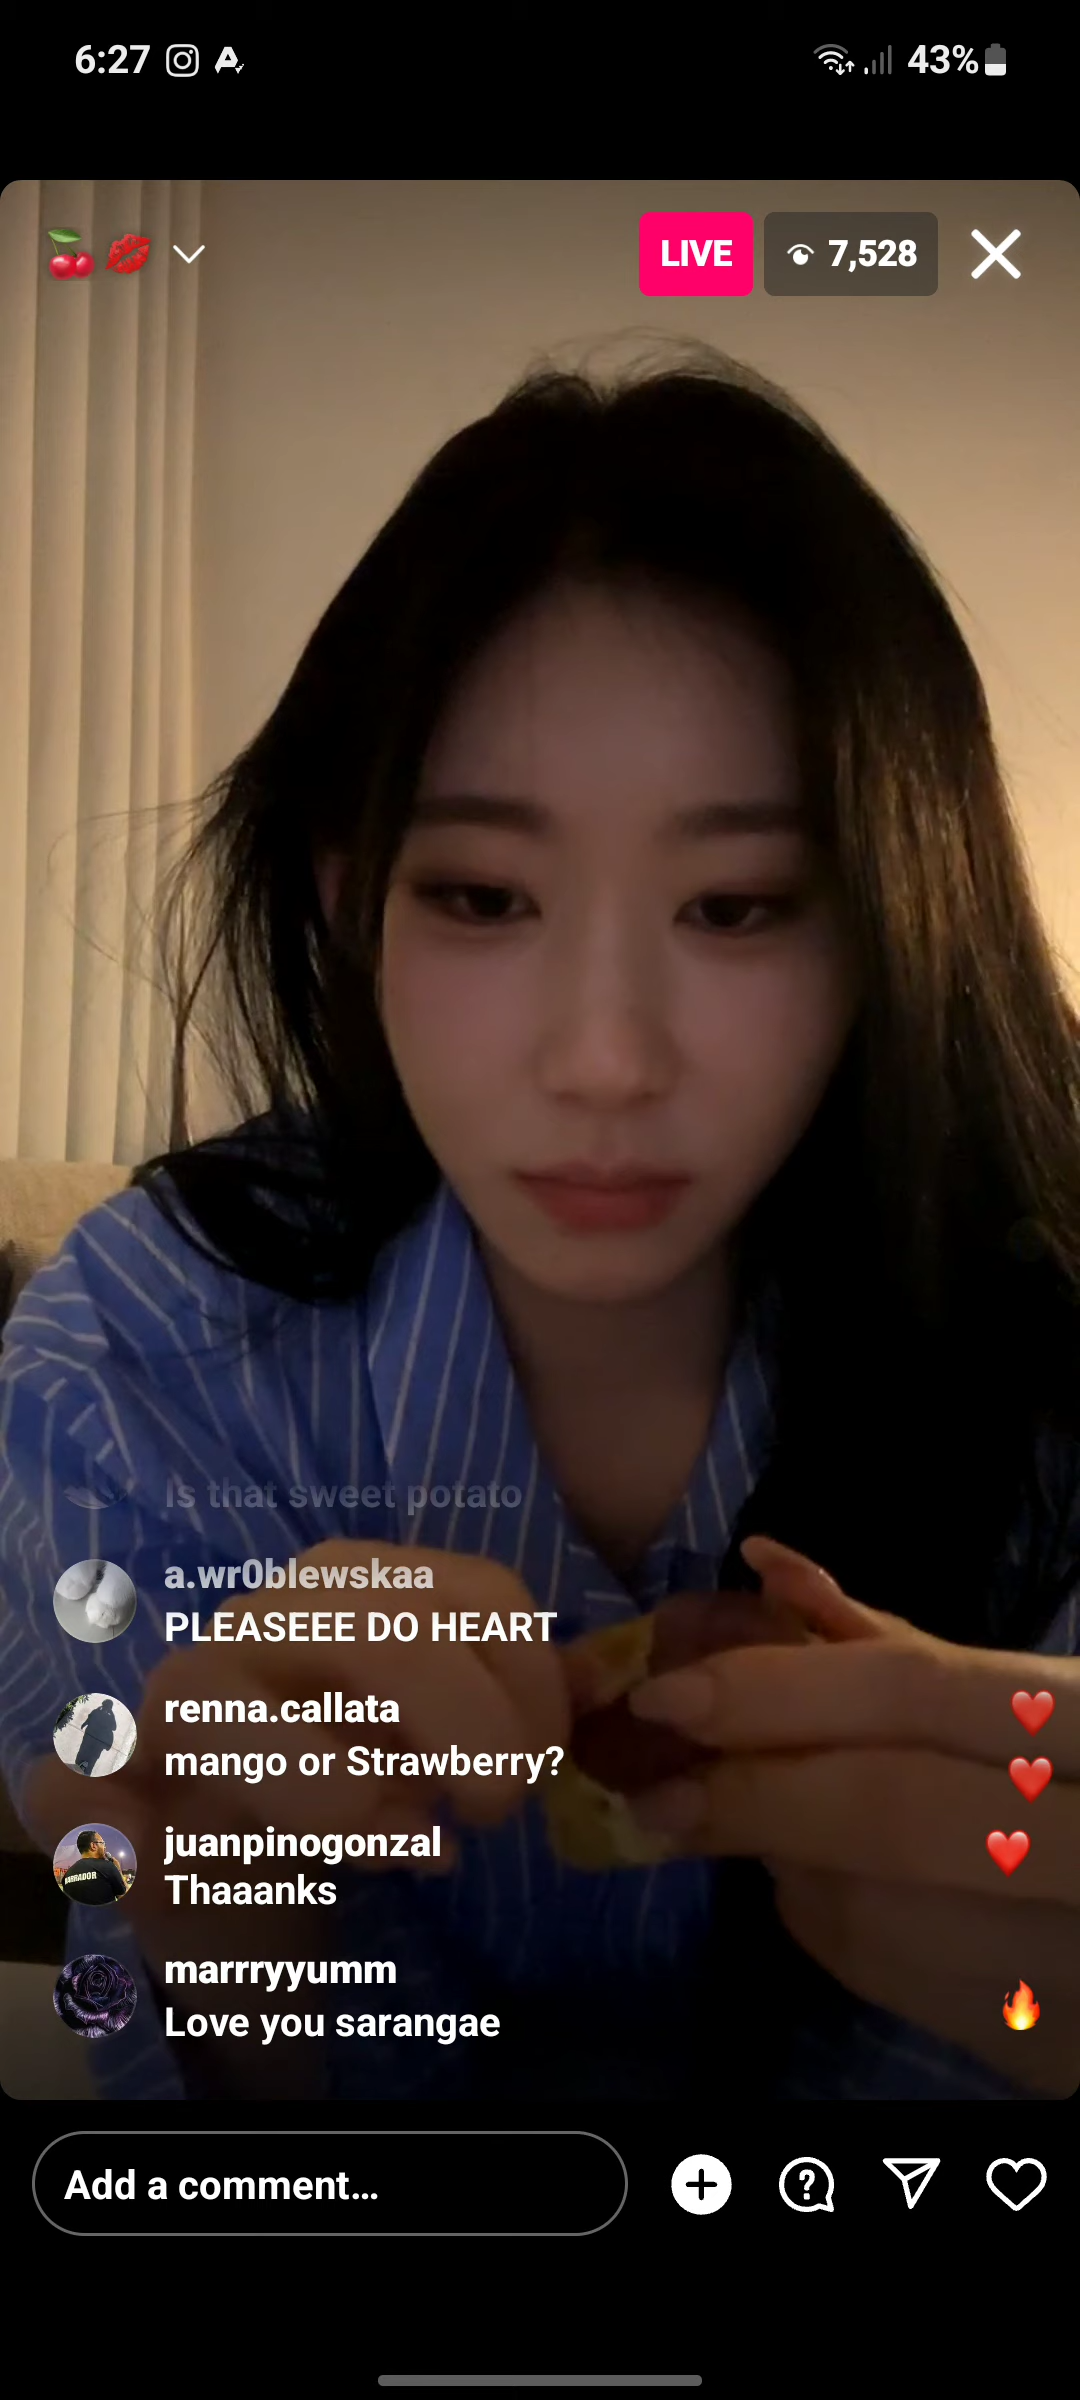 6:27
43%
LIVE
7,528
Is that sweet potato
a.wr0blewskaa
PLEASEEE DO HEART
renna.callata
mango or Strawberry?
juanpinogonzal
Thaaanks
marrryyumm
Love you sarangae
Add a comment...